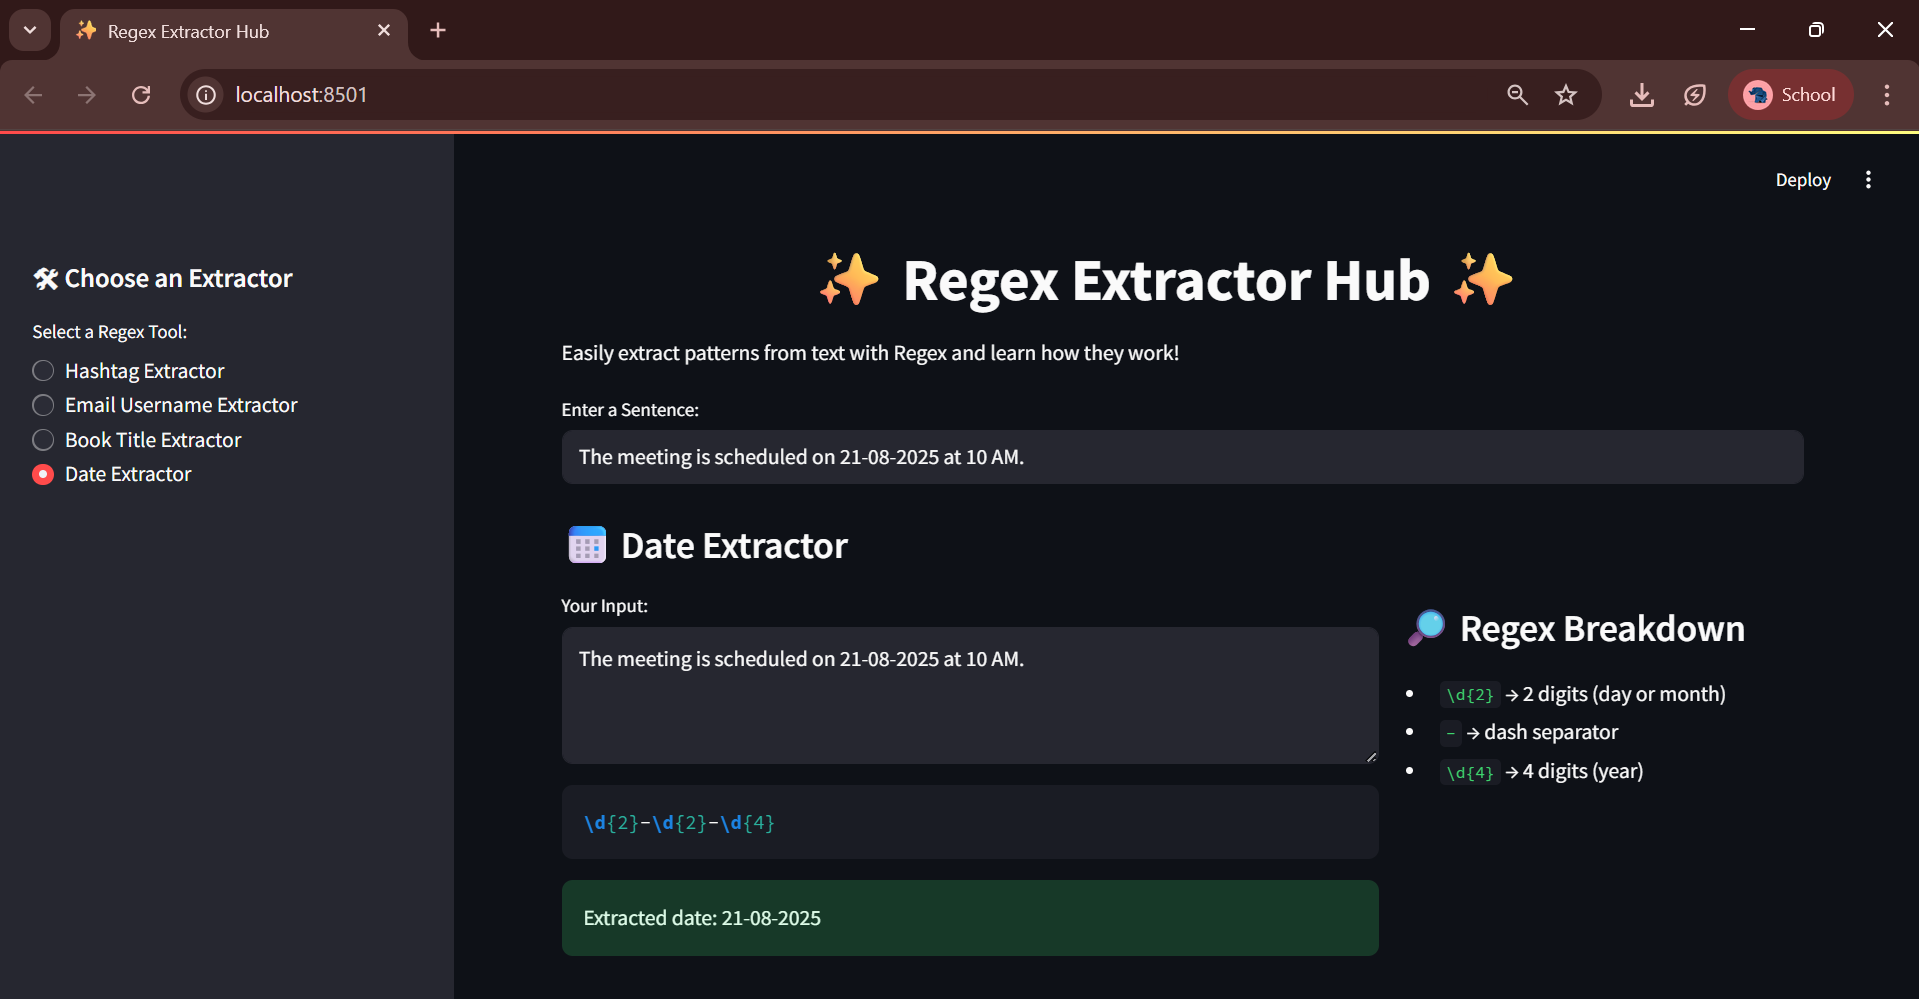 Regex Extractor Hub
localhost:8501
School
Deploy
🛠 Choose an Extractor
Select a Regex Tool:
Hashtag Extractor
Email Username Extractor
Book Title Extractor
Date Extractor
✨ Regex Extractor Hub ✨
Easily extract patterns from text with Regex and learn how they work!
Enter a Sentence:
The meeting is scheduled on 21-08-2025 at 10 AM.
Date Extractor
Your Input:
The meeting is scheduled on 21-08-2025 at 10 AM.
\d{2}-\d{2}-\d{4}
Extracted date: 21-08-2025
🔎 Regex Breakdown
• \d{2} → 2 digits (day or month)
• - → dash separator
• \d{4} → 4 digits (year)